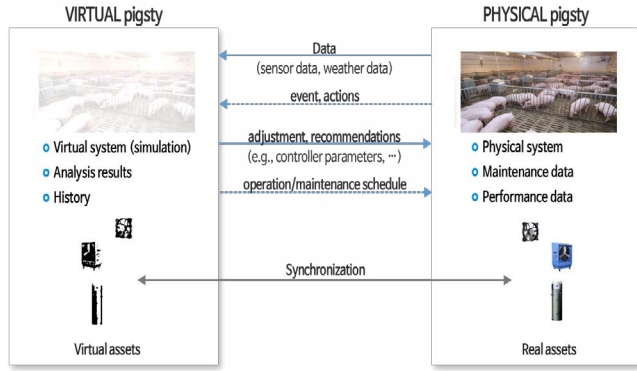 VIRTUAL pigsty
PHYSICAL pigsty
Data
(sensor data, weather data)
event, actions
adjustment, recommendations
(e.g., controller parameters, ···)
operation/maintenance schedule
Virtual system (simulation)
Analysis results
History
Physical system
Maintenance data
Performance data
Synchronization
Virtual assets
Real assets